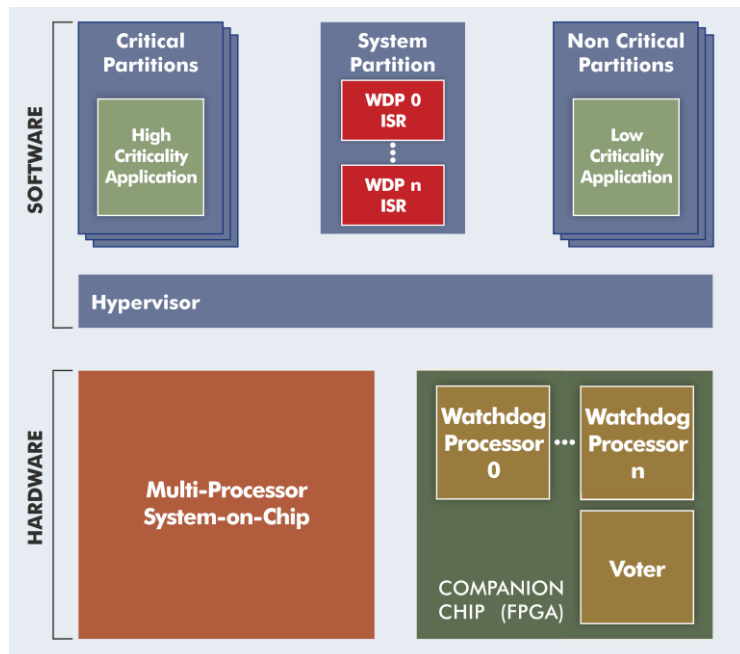 SOFTWARE
Critical
Partitions
High
Criticality
Application
System
Partition
WDP 0
ISR
WDP n
ISR
Non Critical
Partitions
Low
Criticality
Application
Hypervisor
HARDWARE
Multi-Processor
System-on-Chip
Watchdog
Processor
0
Watchdog
Processor
n
Voter
COMPANION
CHIP (FPGA)